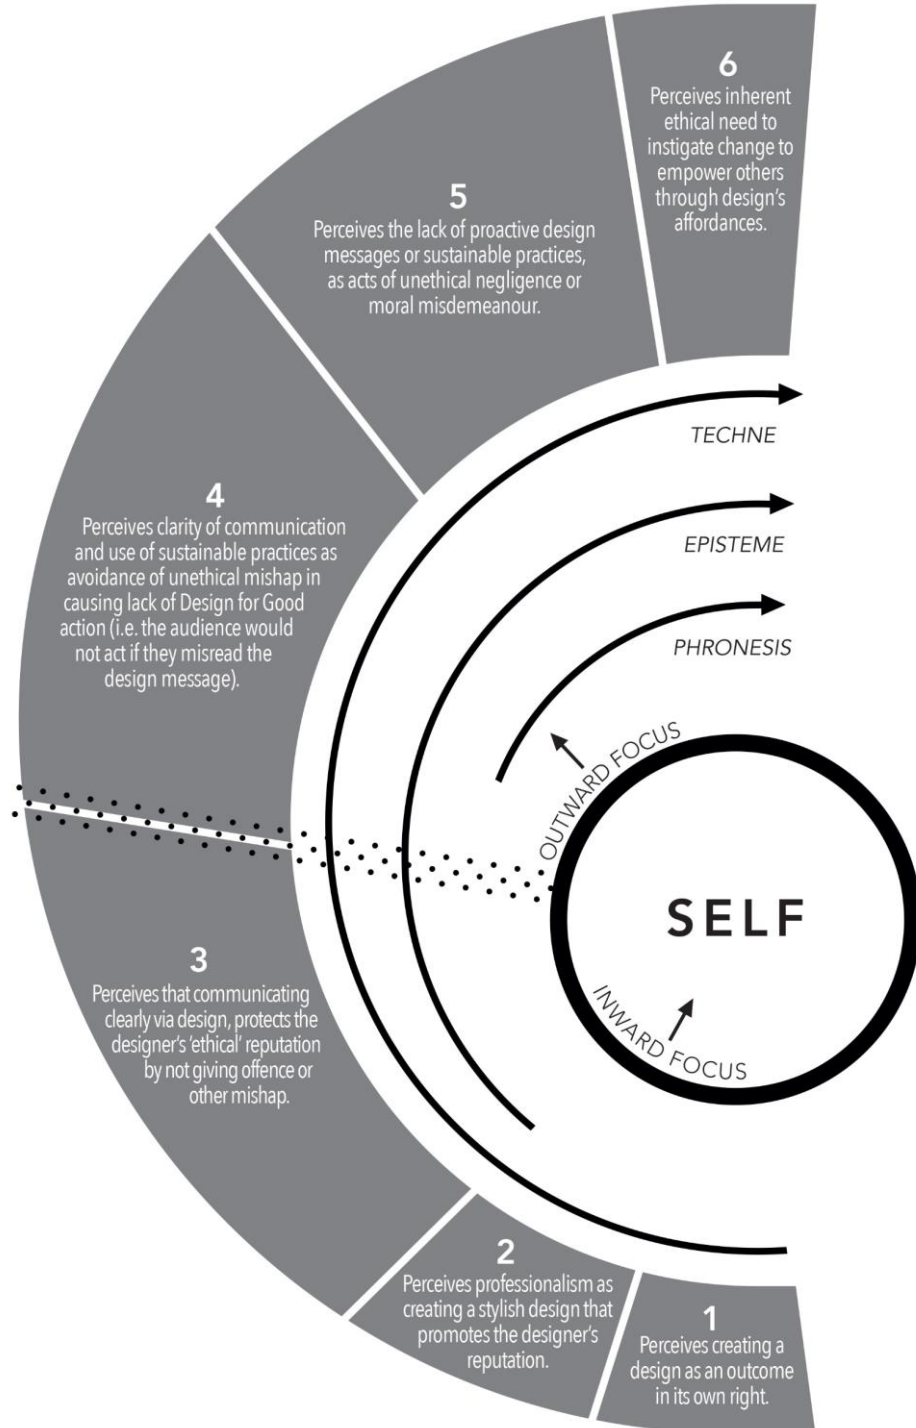 6
Perceives inherent
ethical need to
instigate change to
empower others
through design's
affordances.
5
Perceives the lack of proactive design
messages or sustainable practices,
as acts of unethical negligence or
moral misdemeanour.
TECHNE
4
Perceives clarity of communication
and use of sustainable practices as
avoidance of unethical mishap in
causing lack of Design for Good
action (i.e. the audience would
not act if they misread the
design message).
EPISTEME
PHRONESIS
OUTWARD FOCUS
SELF
INWARD FOCUS
3
Perceives that communicating
clearly via design, protects the
designer's 'ethical' reputation
by not giving offence or
other mishap.
2
Perceives professionalism as
creating a stylish design that
promotes the designer's
reputation.
1
Perceives creating a
design as an outcome
in its own right.